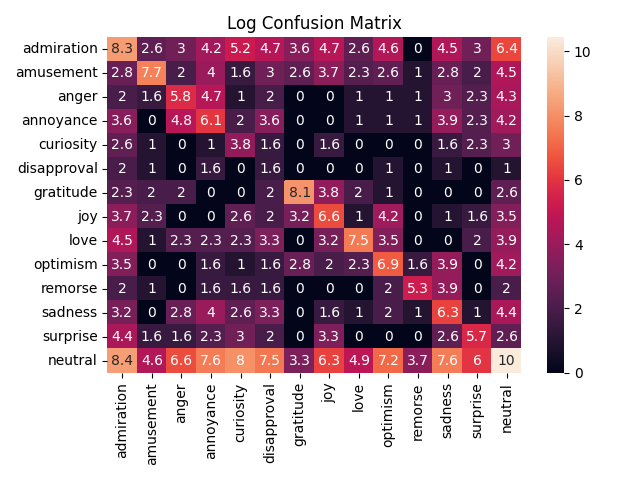 Log Confusion Matrix
admiration 8.3 2.6 3 4.2 5.2 4.7 3.6 4.7 2.6 4.6 0 4.5 3 6.4
amusement 2.8 7.7 2 4 1.6 3 2.6 3.7 2.3 2.6 1 2.8 2 4.5
anger 2 1.6 5.8 4.7 1 2 0 0 1 1 1 3 2.3 4.3
annoyance 3.6 0 4.8 6.1 2 3.6 0 0 1 1 1 3.9 2.3 4.2
curiosity 2.6 1 0 1 3.8 1.6 0 1.6 0 0 0 1.6 2.3 3
disapproval 2 1 0 1.6 0 1.6 0 0 0 1 0 1 0 1
gratitude 2.3 2 2 0 0 2 8.1 3.8 2 1 0 0 0 2.6
joy 3.7 2.3 0 0 2.6 2 3.2 6.6 1 4.2 0 1 1.6 3.5
love 4.5 1 2.3 2.3 2.3 3.3 0 3.2 7.5 3.5 0 0 2 3.9
optimism 3.5 0 0 1.6 1 1.6 2.8 2 2.3 6.9 1.6 3.9 0 4.2
remorse 2 1 0 1.6 1.6 1.6 0 0 0 2 5.3 3.9 0 2
sadness 3.2 0 2.8 4 2.6 3.3 0 1.6 1 2 1 6.3 1 4.4
surprise 4.4 1.6 1.6 2.3 3 2 0 3.3 0 0 0 2.6 5.7 2.6
neutral 8.4 4.6 6.6 7.6 8 7.5 3.3 6.3 4.9 7.2 3.7 7.6 6 10
admiration amusement anger annoyance curiosity disapproval gratitude joy love optimism remorse sadness surprise neutral
10
8
6
4
2
0